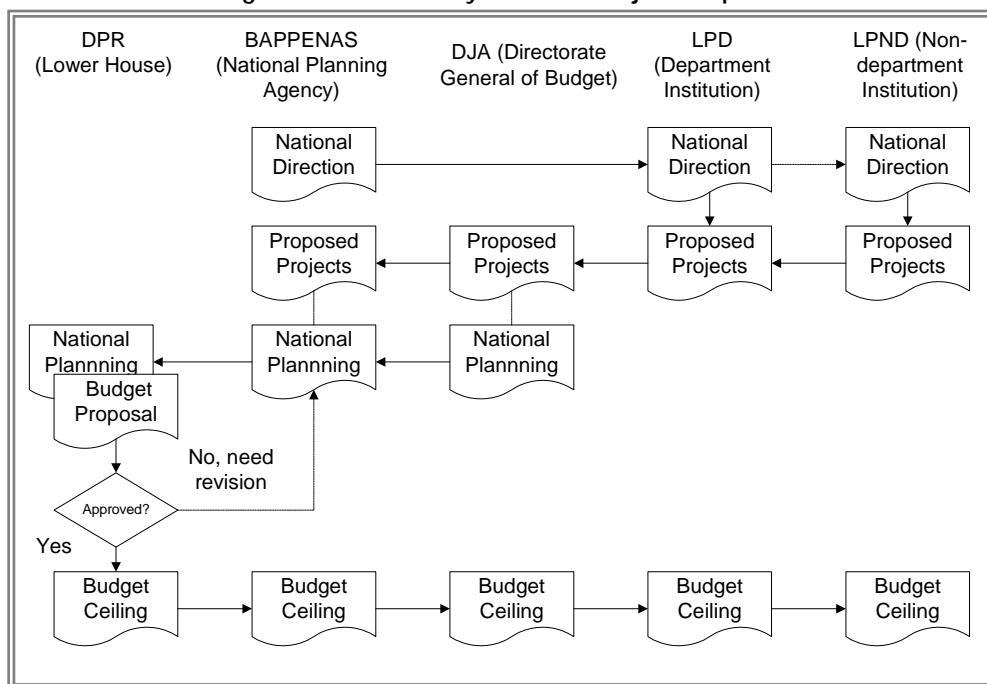 DPR
(Lower House)
BAPPENAS
(National Planning
Agency)
DJA (Directorate
General of Budget)
LPD
(Department
Institution)
LPND (Non-
department
Institution)
National
Direction
National
Direction
National
Direction
Proposed
Projects
Proposed
Projects
Proposed
Projects
Proposed
Projects
National
Plannning
National
Plannning
National
Plannning
Budget
Proposal
No, need
revision
Approved?
Yes
Budget
Ceiling
Budget
Ceiling
Budget
Ceiling
Budget
Ceiling
Budget
Ceiling